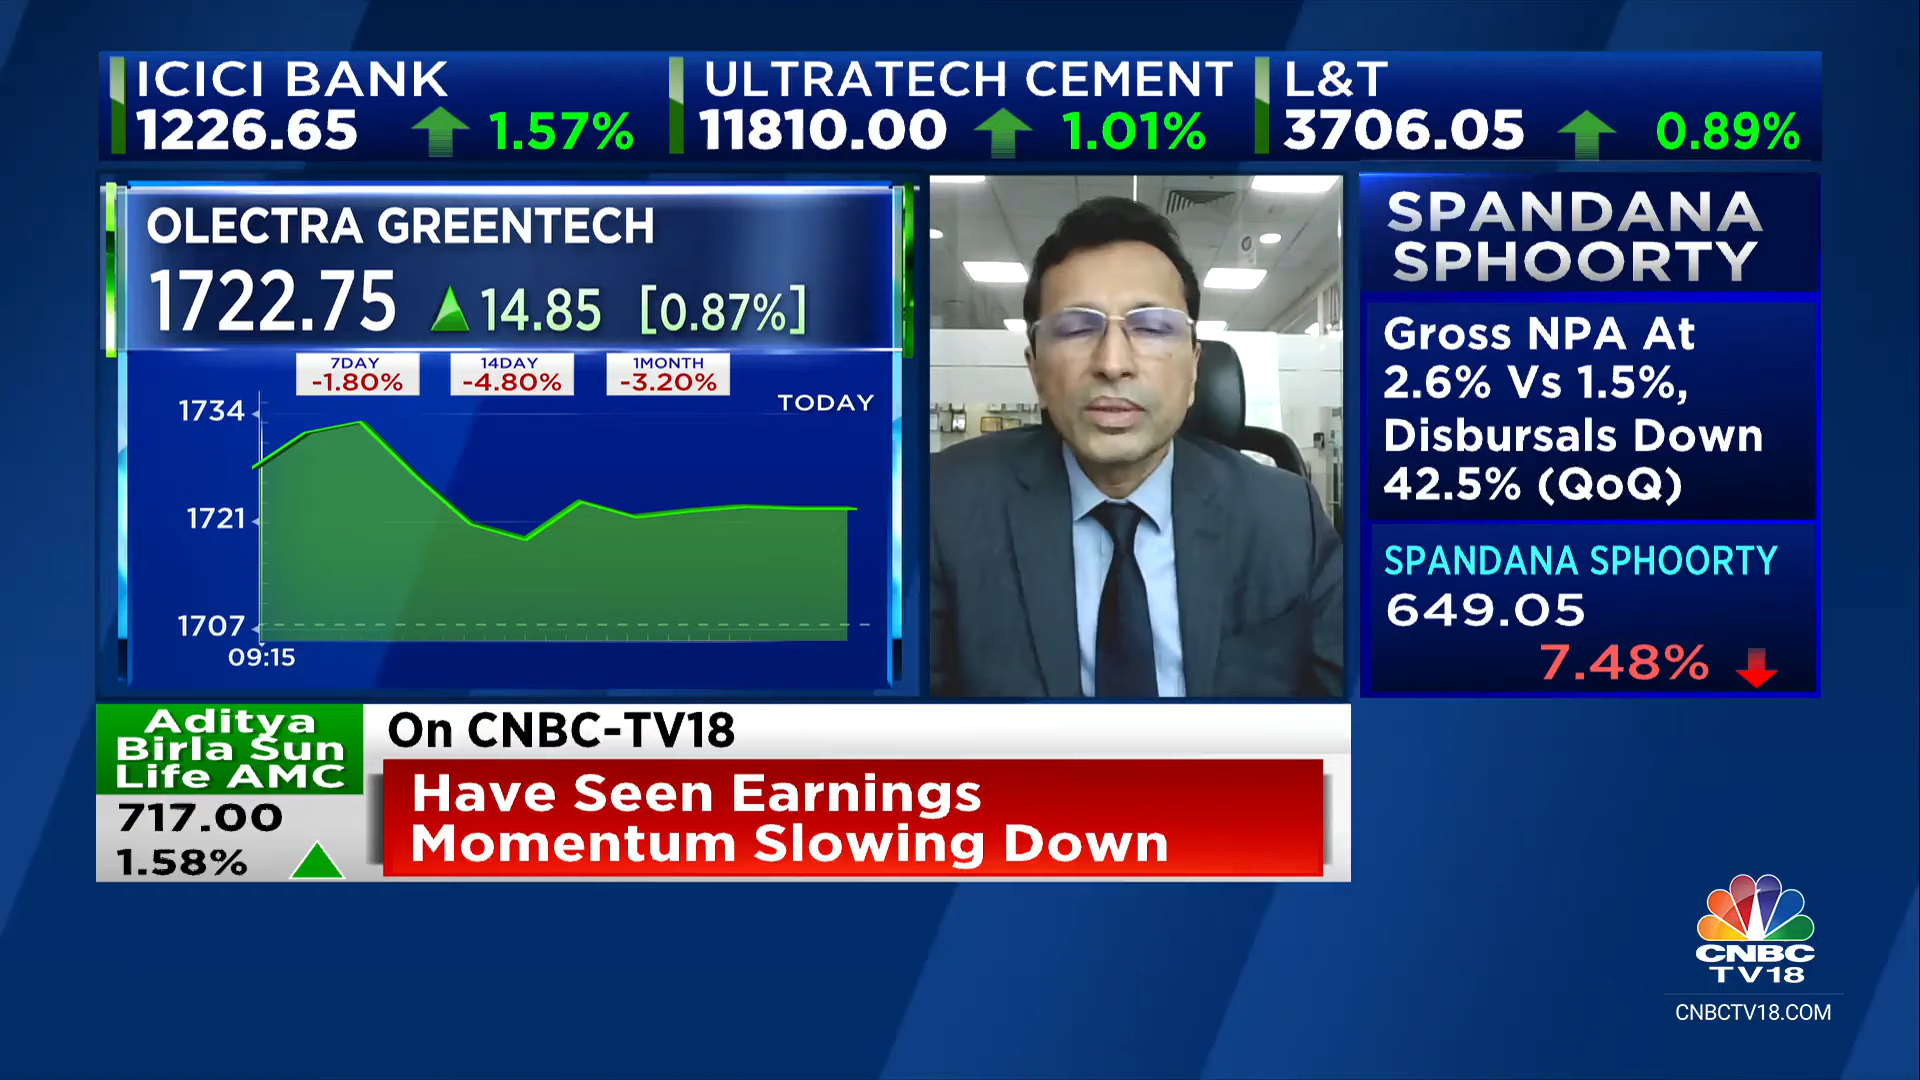 ICICI BANK
1226.65 1.57%
ULTRATECH CEMENT
11810.00 1.01%
L&T
3706.05 0.89%
OLECTRA GREENTECH
1722.75 14.85 [0.87%]
7DAY
-1.80%
14DAY
-4.80%
1MONTH
-3.20%
TODAY
1734
1721
1707
09:15
SPANDANA
SPHOORTY
Gross NPA At
2.6% Vs 1.5%,
Disbursals Down
42.5% (QoQ)
SPANDANA SPHOORTY
649.05
7.48%
Aditya
Birla Sun
Life AMC
717.00
1.58%
On CNBC-TV18
Have Seen Earnings
Momentum Slowing Down
CNBC
TV18
CNBCTV18.COM